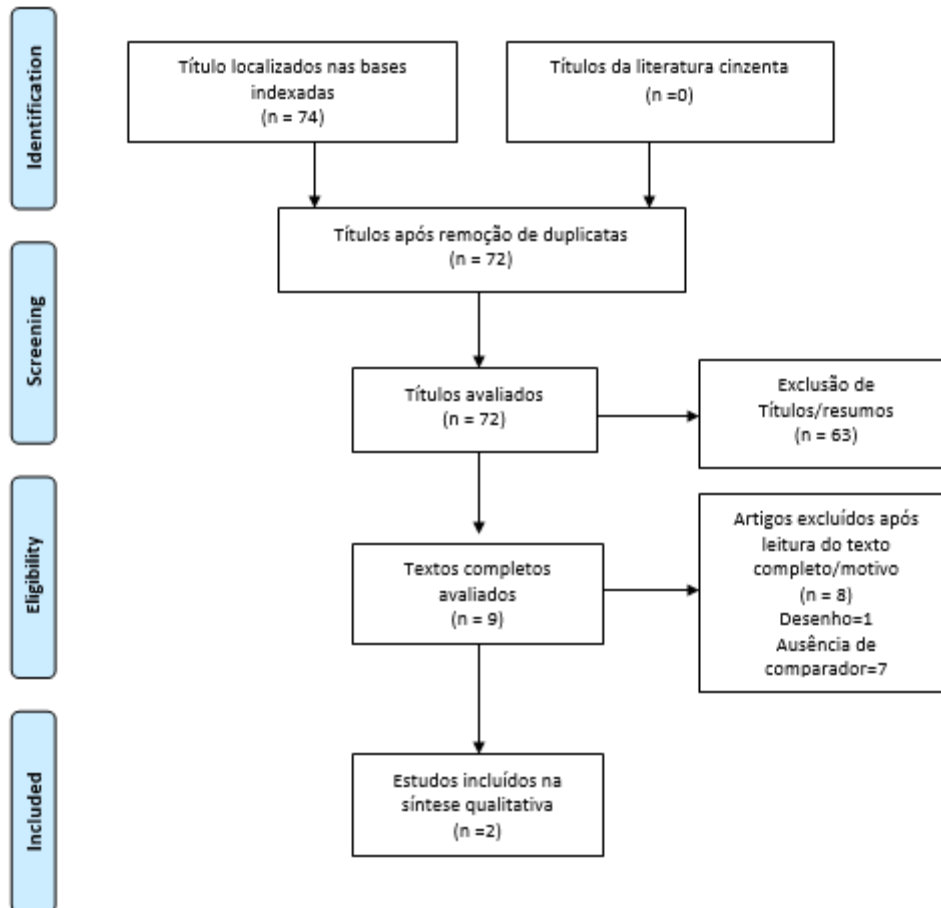 Identification
Título localizados nas bases
indexadas
(n = 74)
Títulos da literatura cinzenta
(n =0)
Títulos após remoção de duplicatas
(n = 72)
Screening
Títulos avaliados
(n = 72)
Exclusão de
Títulos/resumos
(n = 63)
Eligibility
Textos completos
avaliados
(n = 9)
Artigos excluídos após
leitura do texto
completo/motivo
(n = 8)
Desenho=1
Ausência de
comparador=7
Included
Estudos incluídos na
síntese qualitativa
(n =2)